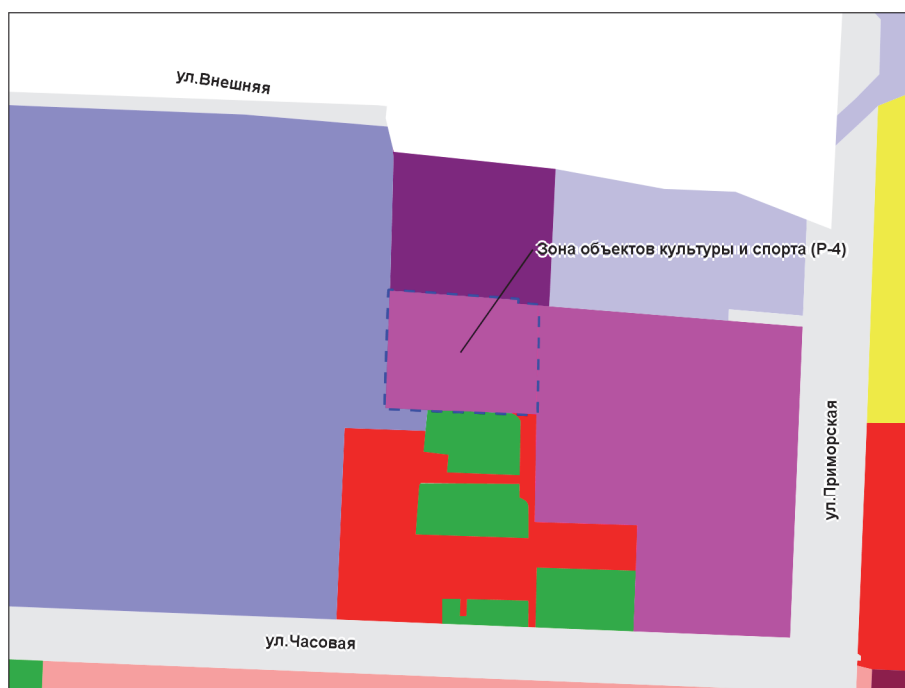 ул.Внешняя
Зона объектов культуры и спорта (Р-4)
ул.Приморская
ул.Часовая